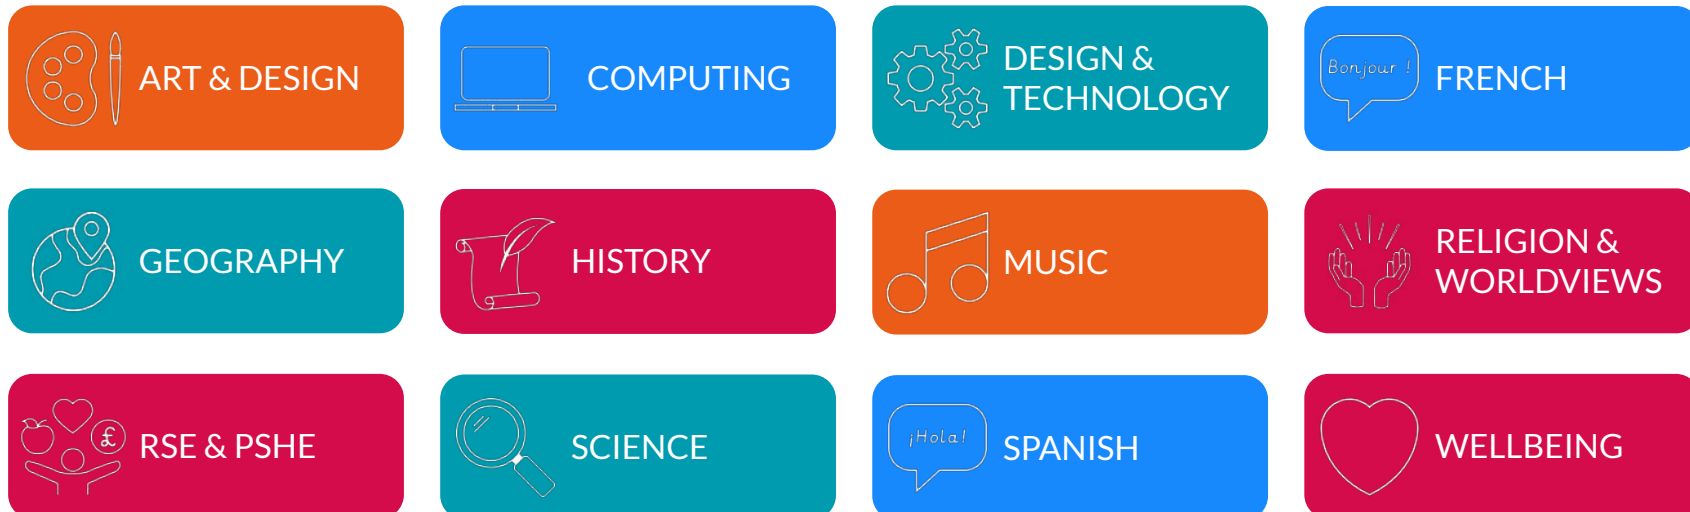 ART & DESIGN
COMPUTING
DESIGN &
TECHNOLOGY
Bonjour !
FRENCH
GEOGRAPHY
HISTORY
MUSIC
RELIGION &
WORLDVIEWS
£
RSE & PSHE
SCIENCE
¡Hola!
SPANISH
WELLBEING